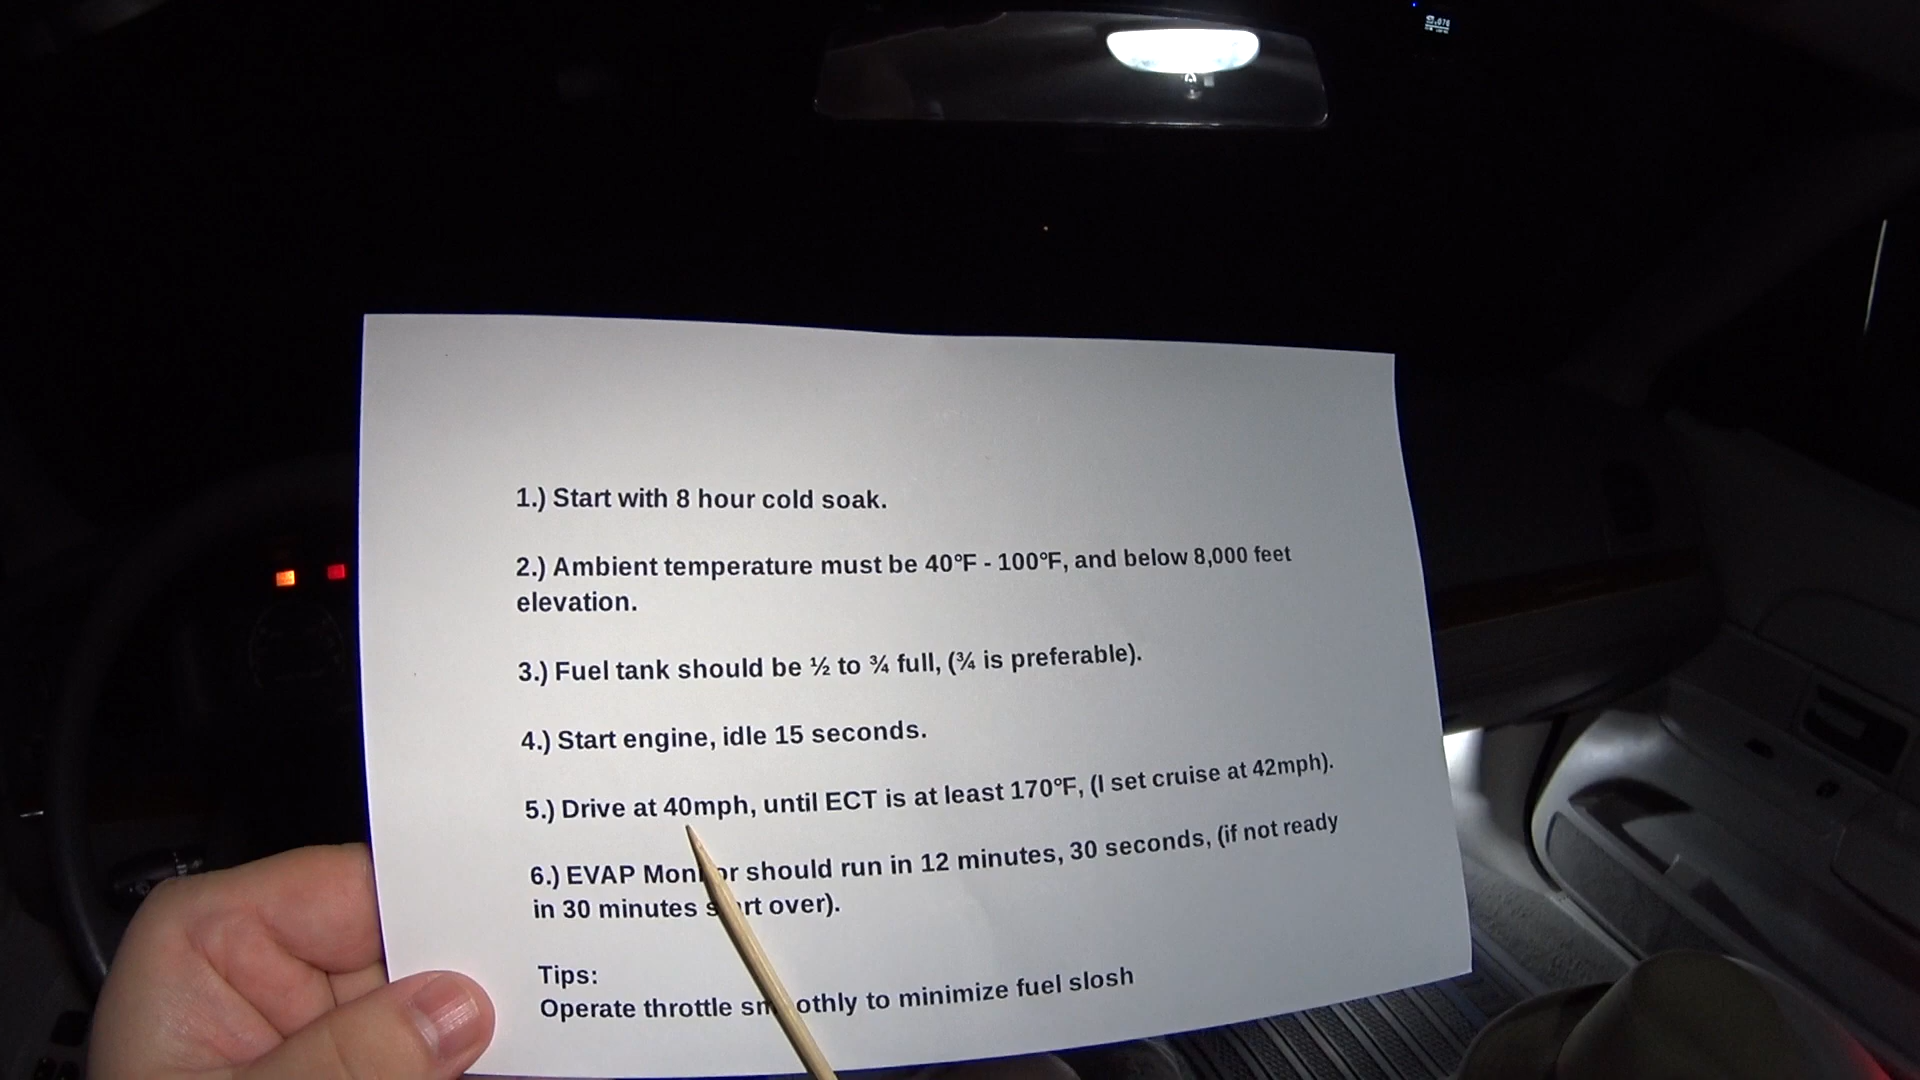 1.) Start with 8 hour cold soak.
2.) Ambient temperature must be 40°F - 100°F, and below 8,000 feet
elevation.
3.) Fuel tank should be ½ to ¾ full, (¾ is preferable).
4.) Start engine, idle 15 seconds.
5.) Drive at 40mph, until ECT is at least 170°F, (I set cruise at 42mph).
6.) EVAP Monitor should run in 12 minutes, 30 seconds, (if not ready
in 30 minutes start over).
Tips:
Operate throttle smoothly to minimize fuel slosh